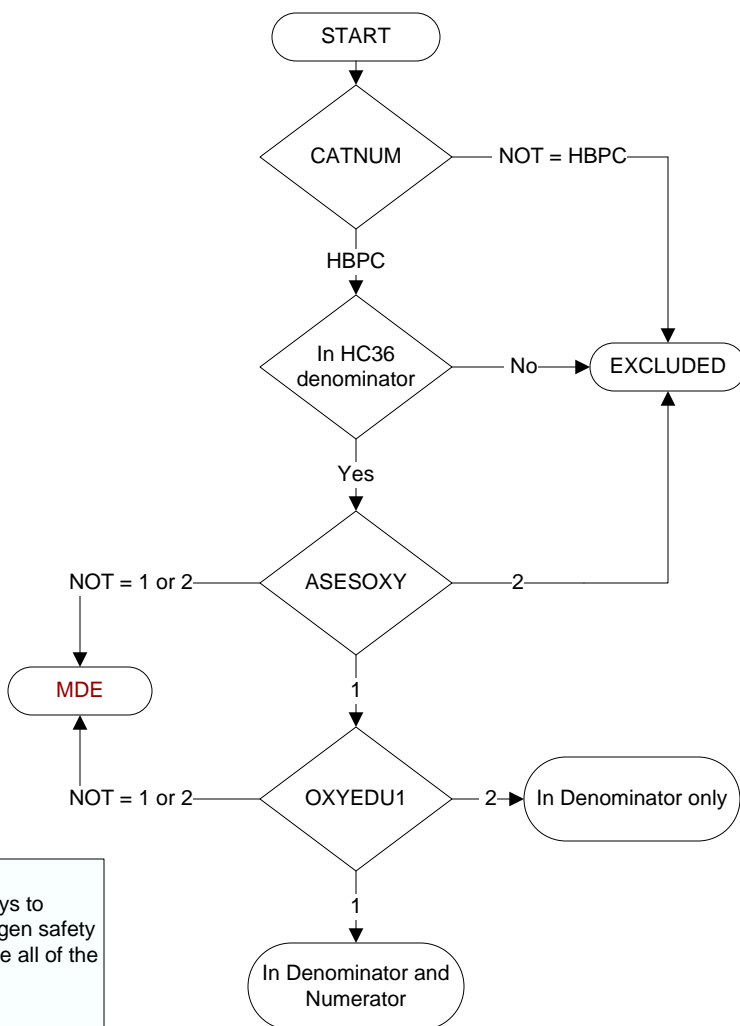 START
CATNUM
NOT = HBPC
HBPC
In HC36
denominator
No
EXCLUDED
Yes
NOT = 1 or 2
ASESOXY
2
MDE
1
NOT = 1 or 2
OXYEDU1
2
In Denominator only
ys to
gen safety
e all of the
1
In Denominator and
Numerator